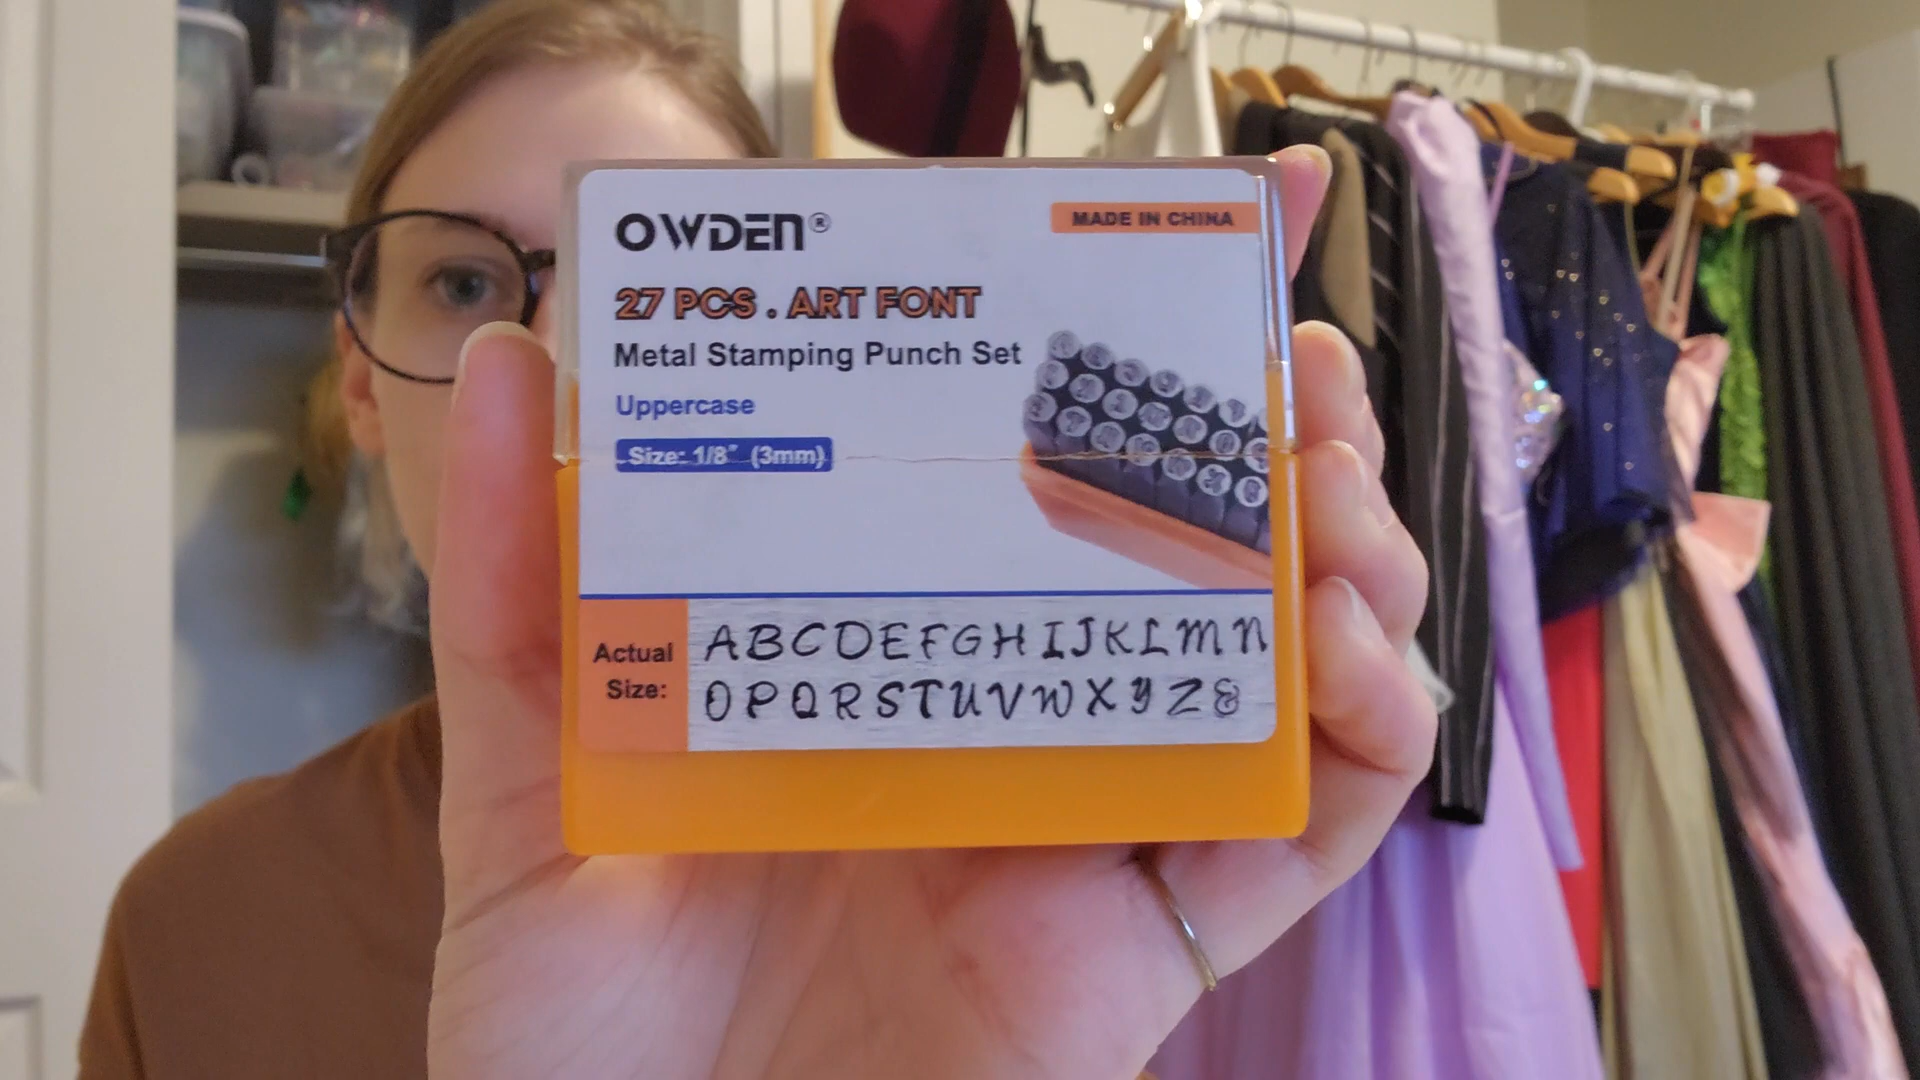 OWDEN®
MADE IN CHINA
27 PCS . ART FONT
Metal Stamping Punch Set
Uppercase
Size: 1/8" (3mm)
Actual Size:
ABCDEFGHIJKLMN
OPQRSTUVWXYZ&